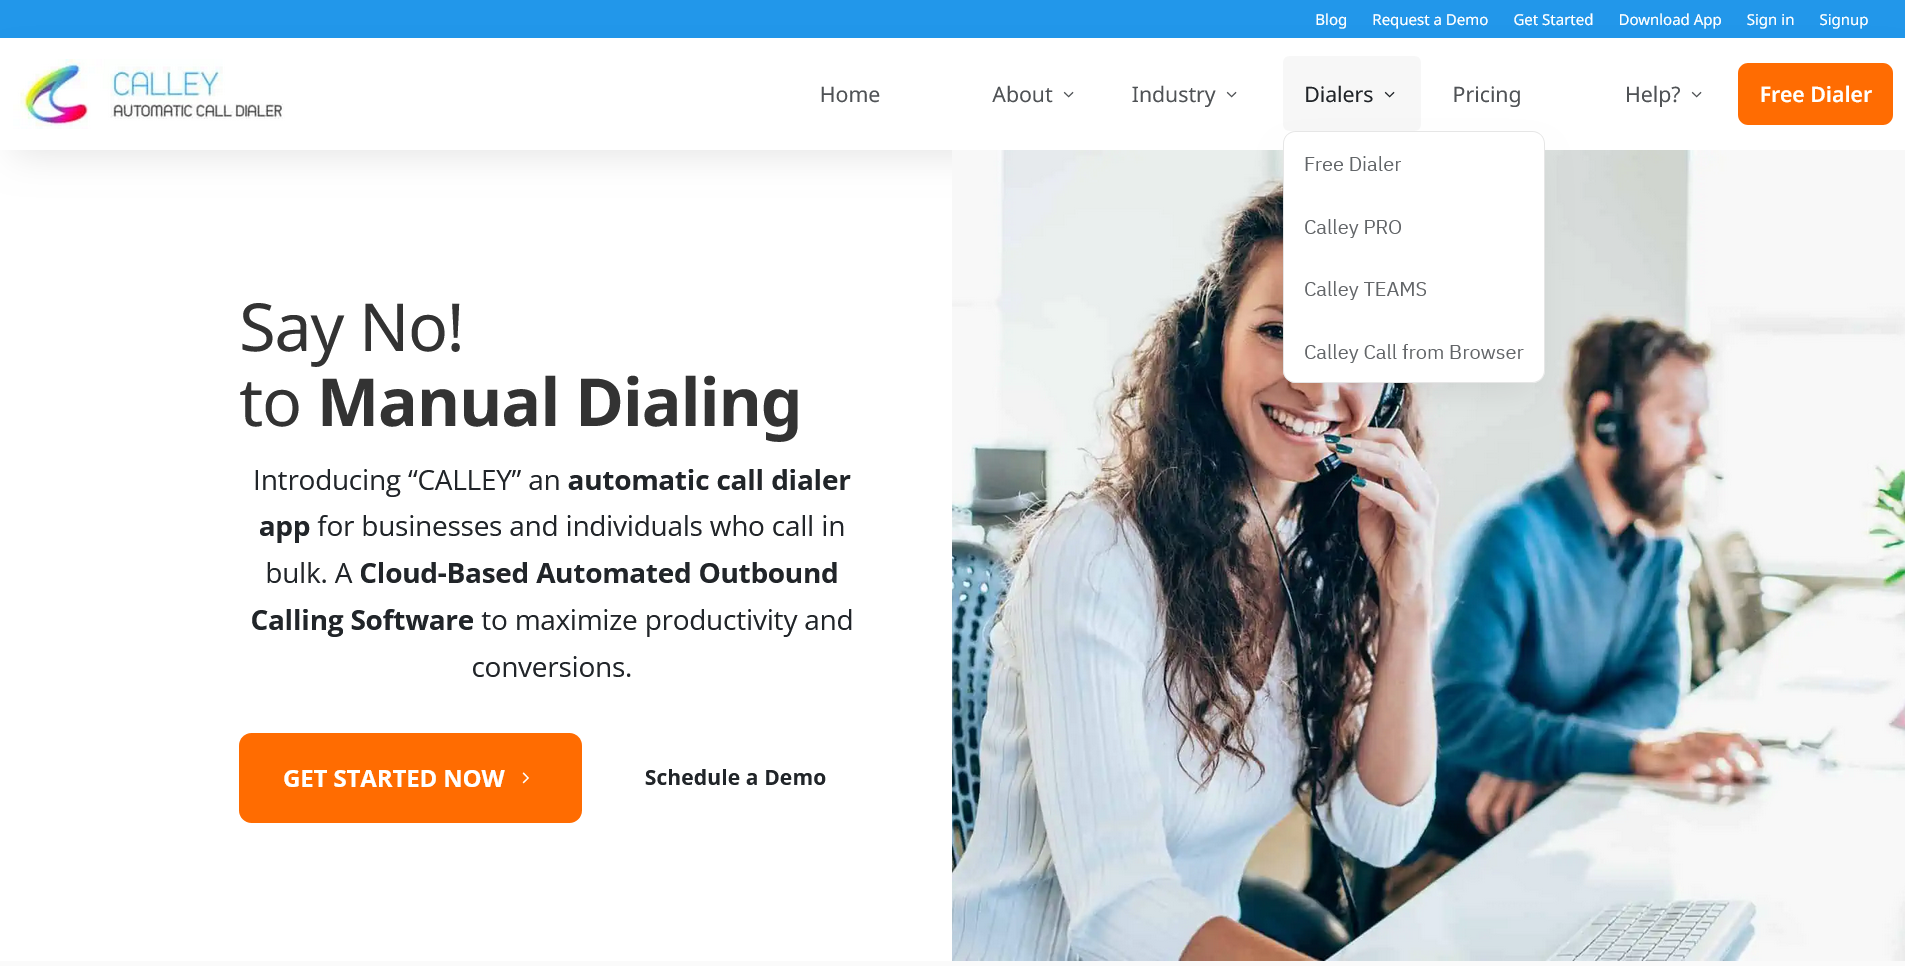 Blog Request a Demo Get Started Download App Sign in Signup
CALLEY
AUTOMATIC CALL DIALER
Home About Industry Dialers Pricing Help? Free Dialer
Free Dialer
Calley PRO
Calley TEAMS
Calley Call from Browser
Say No!
to Manual Dialing
Introducing “CALLEY” an automatic call dialer
app for businesses and individuals who call in
bulk. A Cloud-Based Automated Outbound
Calling Software to maximize productivity and
conversions.
GET STARTED NOW
Schedule a Demo